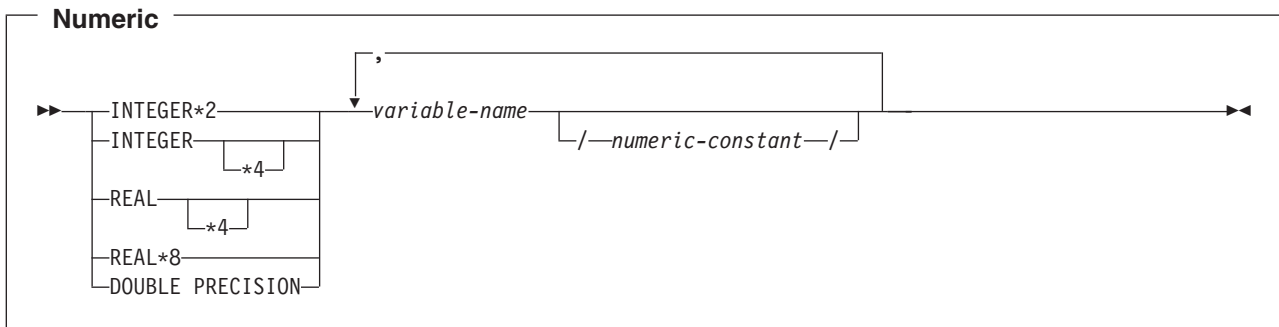 Numeric
,
INTEGER*2 variable-name
INTEGER /numeric-constant/
*4
REAL
*4
REAL*8
DOUBLE PRECISION